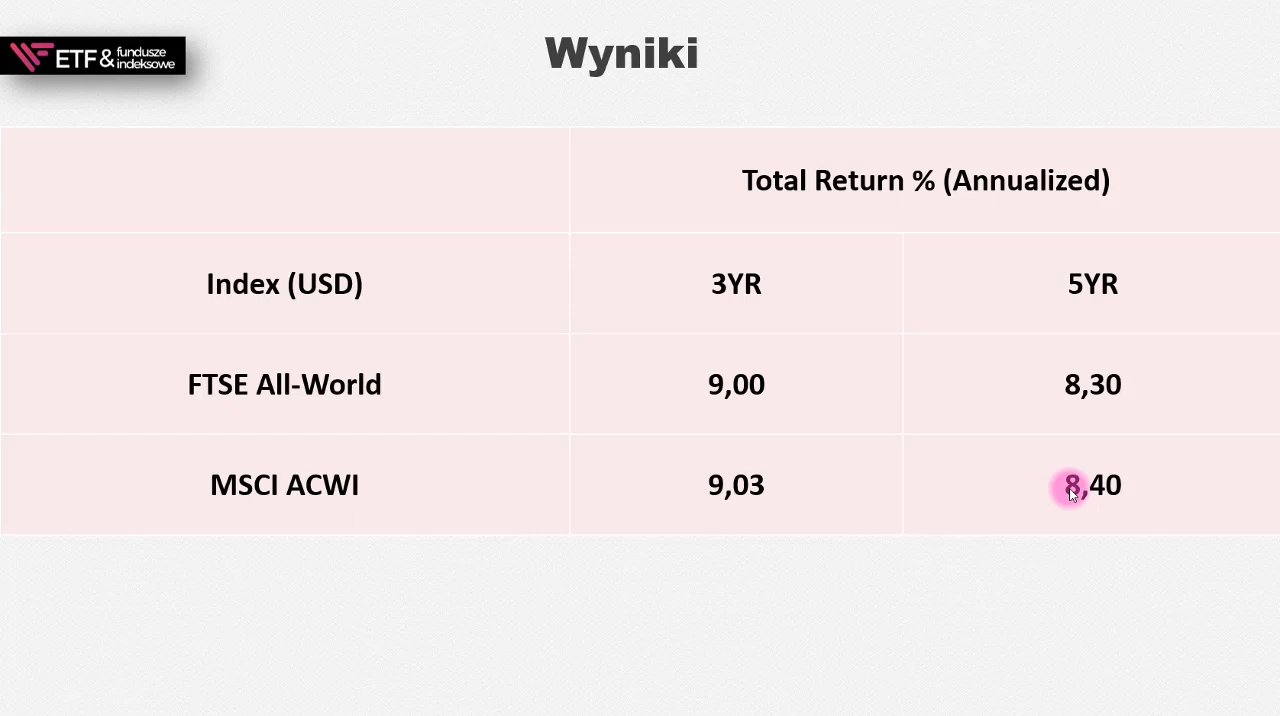 ETF & fundusze indeksowe
Wyniki
Total Return % (Annualized)
Index (USD) 3YR 5YR
FTSE All-World 9,00 8,30
MSCI ACWI 9,03 8,40